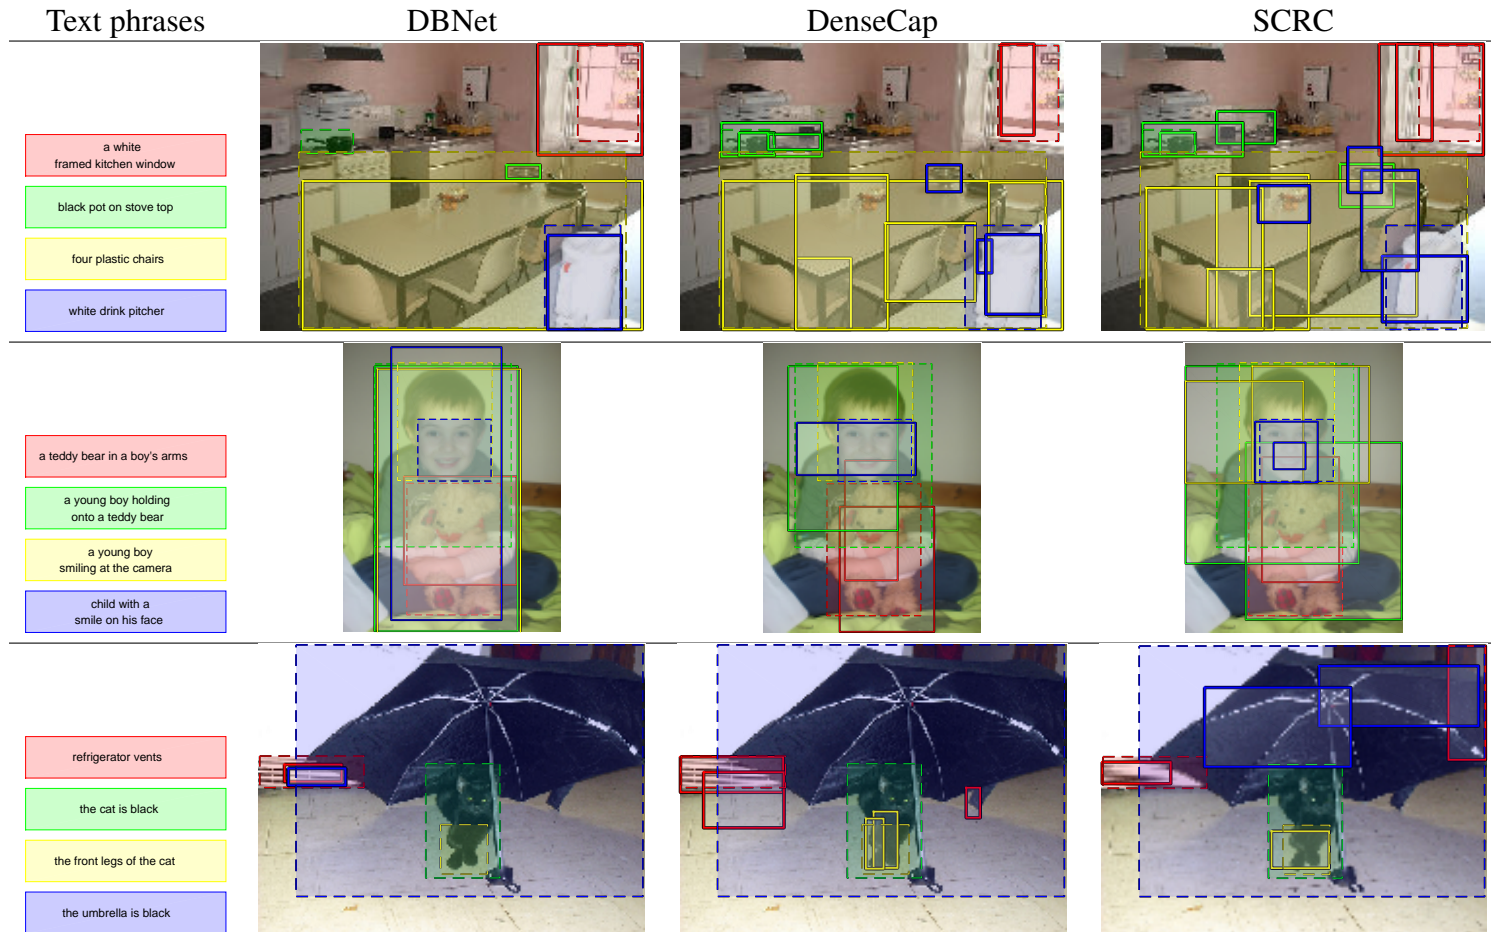 Text phrases DBNet DenseCap SCRC
a white
framed kitchen window
black pot on stove top
four plastic chairs
white drink pitcher
a teddy bear in a boy's arms
a young boy holding
onto a teddy bear
a young boy
smiling at the camera
child with a
smile on his face
refrigerator vents
the cat is black
the front legs of the cat
the umbrella is black